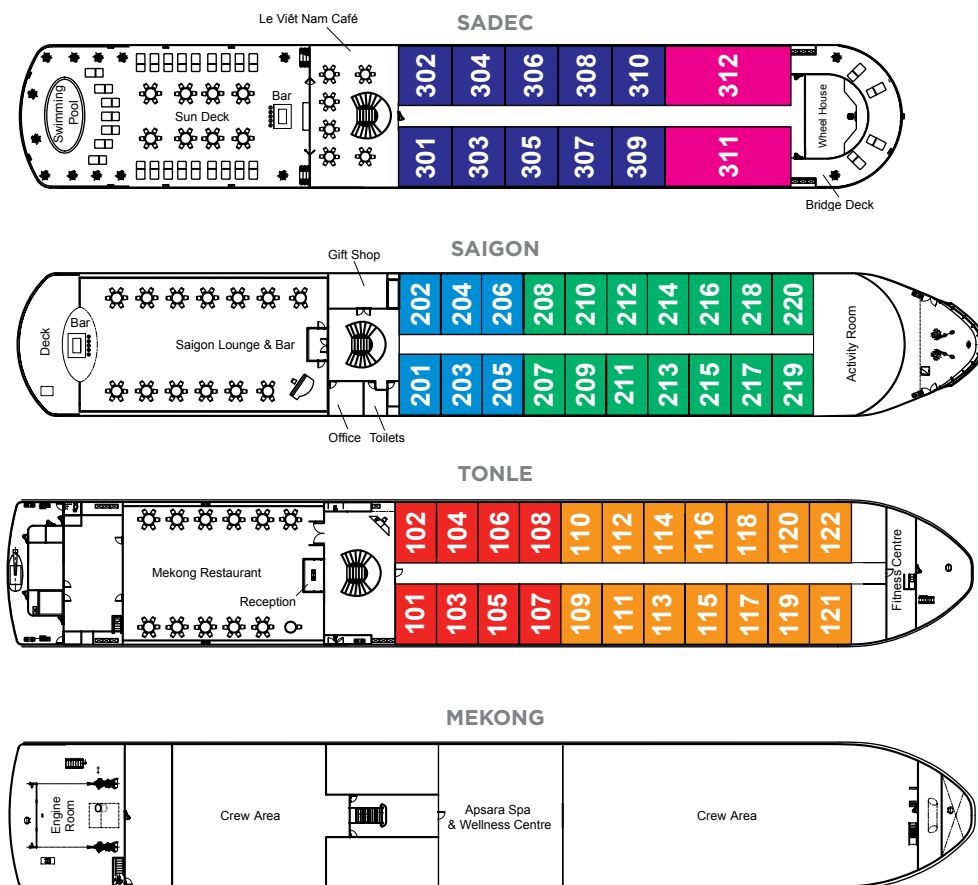 SADEC
Le Viêt Nam Café
Swimming
Pool
Sun Deck
Bar
302
304
306
308
310
312
301
303
305
307
309
311
Wheel House
Bridge Deck
SAIGON
Gift Shop
Deck
Bar
Saigon Lounge & Bar
202
204
206
208
210
212
214
216
218
220
201
203
205
207
209
211
213
215
217
219
Activity Room
Office
Toilets
TONLE
Mekong Restaurant
Reception
102
104
106
108
110
112
114
116
118
120
122
101
103
105
107
109
111
113
115
117
119
121
Fitness Centre
MEKONG
Engine
Room
Crew Area
Apsara Spa
& Wellness Centre
Crew Area